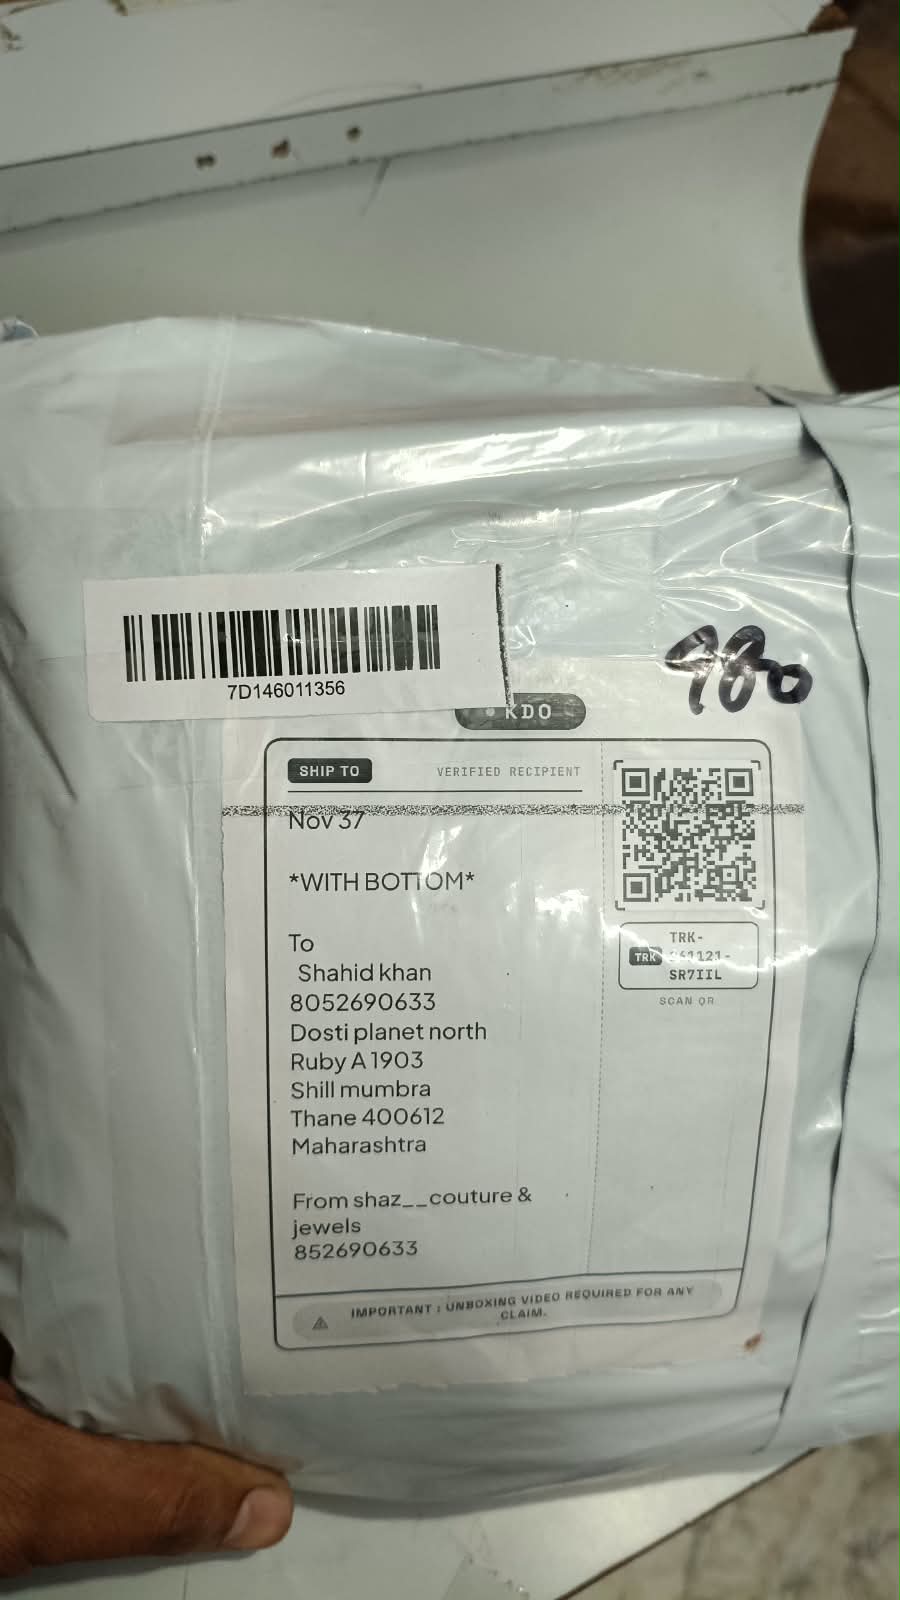 7D146011356
980
KDO
SHIP TO
VERIFIED RECIPIENT
Nov 37
*WITH BOTTOM*
To
Shahid khan
8052690633
Dosti planet north
Ruby A 1903
Shill mumbra
Thane 400612
Maharashtra
From shaz__couture &
jewels
852690633
TRK
TRK-
SR7IIL
SCAN QR
IMPORTANT : UNBOXING VIDEO REQUIRED FOR ANY
CLAIM.